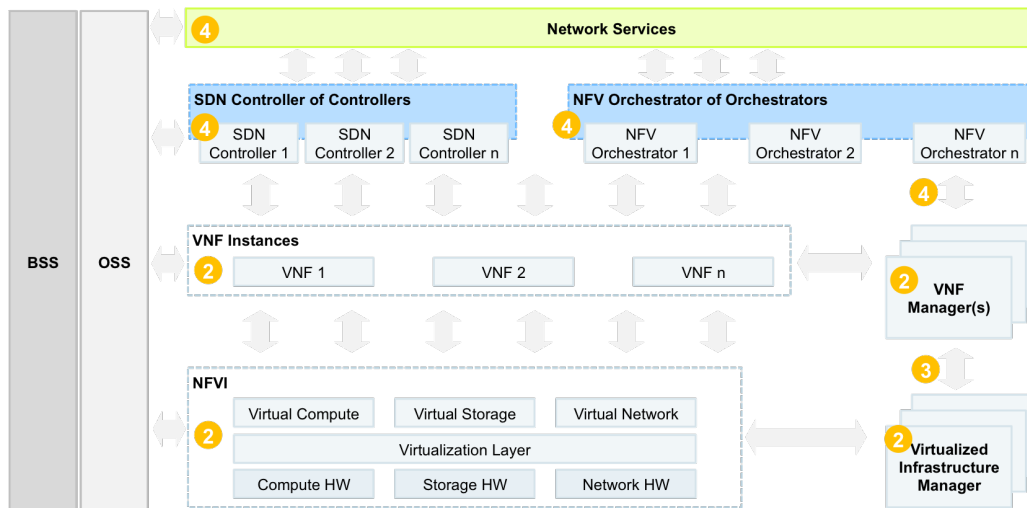 BSS
OSS
4
Network Services
SDN Controller of Controllers
4
SDN
Controller 1
SDN
Controller 2
SDN
Controller n
NFV Orchestrator of Orchestrators
4
NFV
Orchestrator 1
NFV
Orchestrator 2
NFV
Orchestrator n
4
VNF Instances
2
VNF 1
VNF 2
VNF n
2
VNF
Manager(s)
3
NFVI
2
Virtual Compute
Virtual Storage
Virtual Network
Virtualization Layer
Compute HW
Storage HW
Network HW
2
Virtualized
Infrastructure
Manager